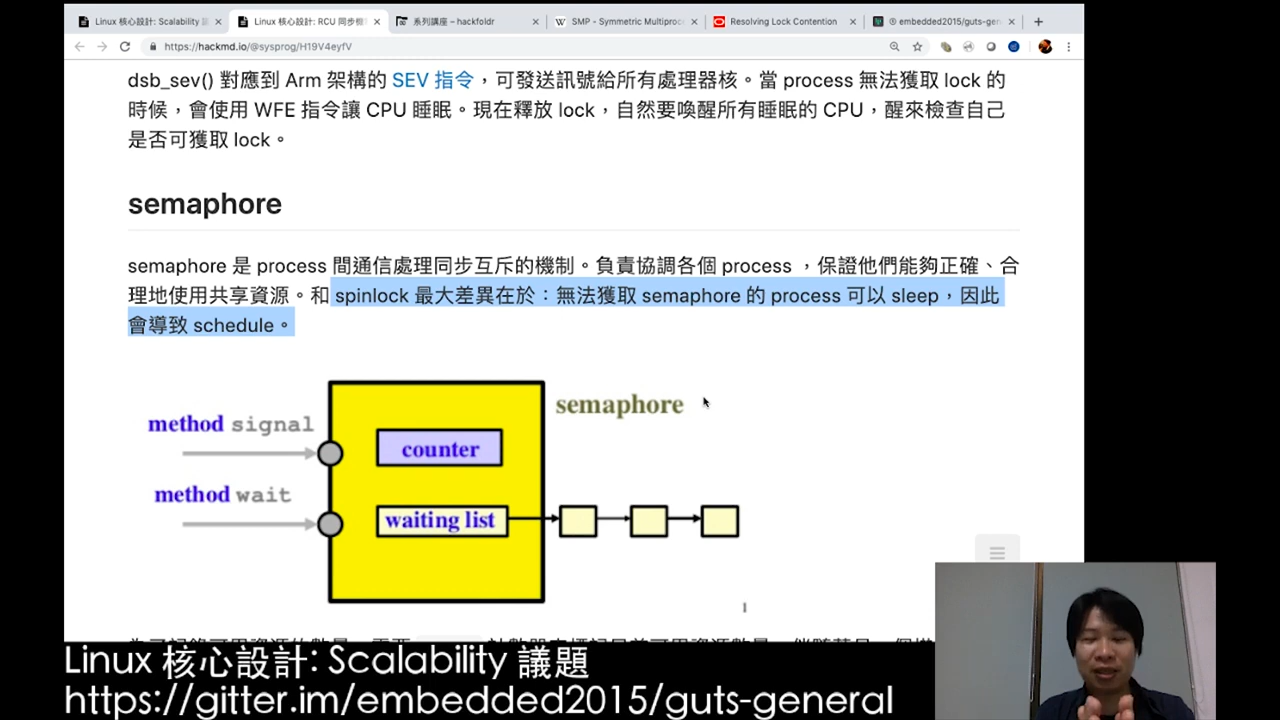 Linux 核心設計: Scalability 議
Linux 核心設計: RCU 同步機
系列講座 – hackfoldr
SMP - Symmetric Multiproc
Resolving Lock Contention
embedded2015/guts-gen
https://hackmd.io/@sysprog/H19V4eyfV
dsb_sev() 對應到 Arm 架構的 SEV 指令，可發送訊號給所有處理器核。當 process 無法獲取 lock 的
時候，會使用 WFE 指令讓 CPU 睡眠。現在釋放 lock，自然要喚醒所有睡眠的 CPU，醒來檢查自己
是否可獲取 lock。
semaphore
semaphore 是 process 間通信處理同步互斥的機制。負責協調各個 process ，保證他們能夠正確、合
理地使用共享資源。和 spinlock 最大差異在於：無法獲取 semaphore 的 process 可以 sleep，因此
會導致 schedule。
semaphore
method signal
counter
method wait
waiting list
1
Linux 核心設計: Scalability 議題
https://gitter.im/embedded2015/guts-general